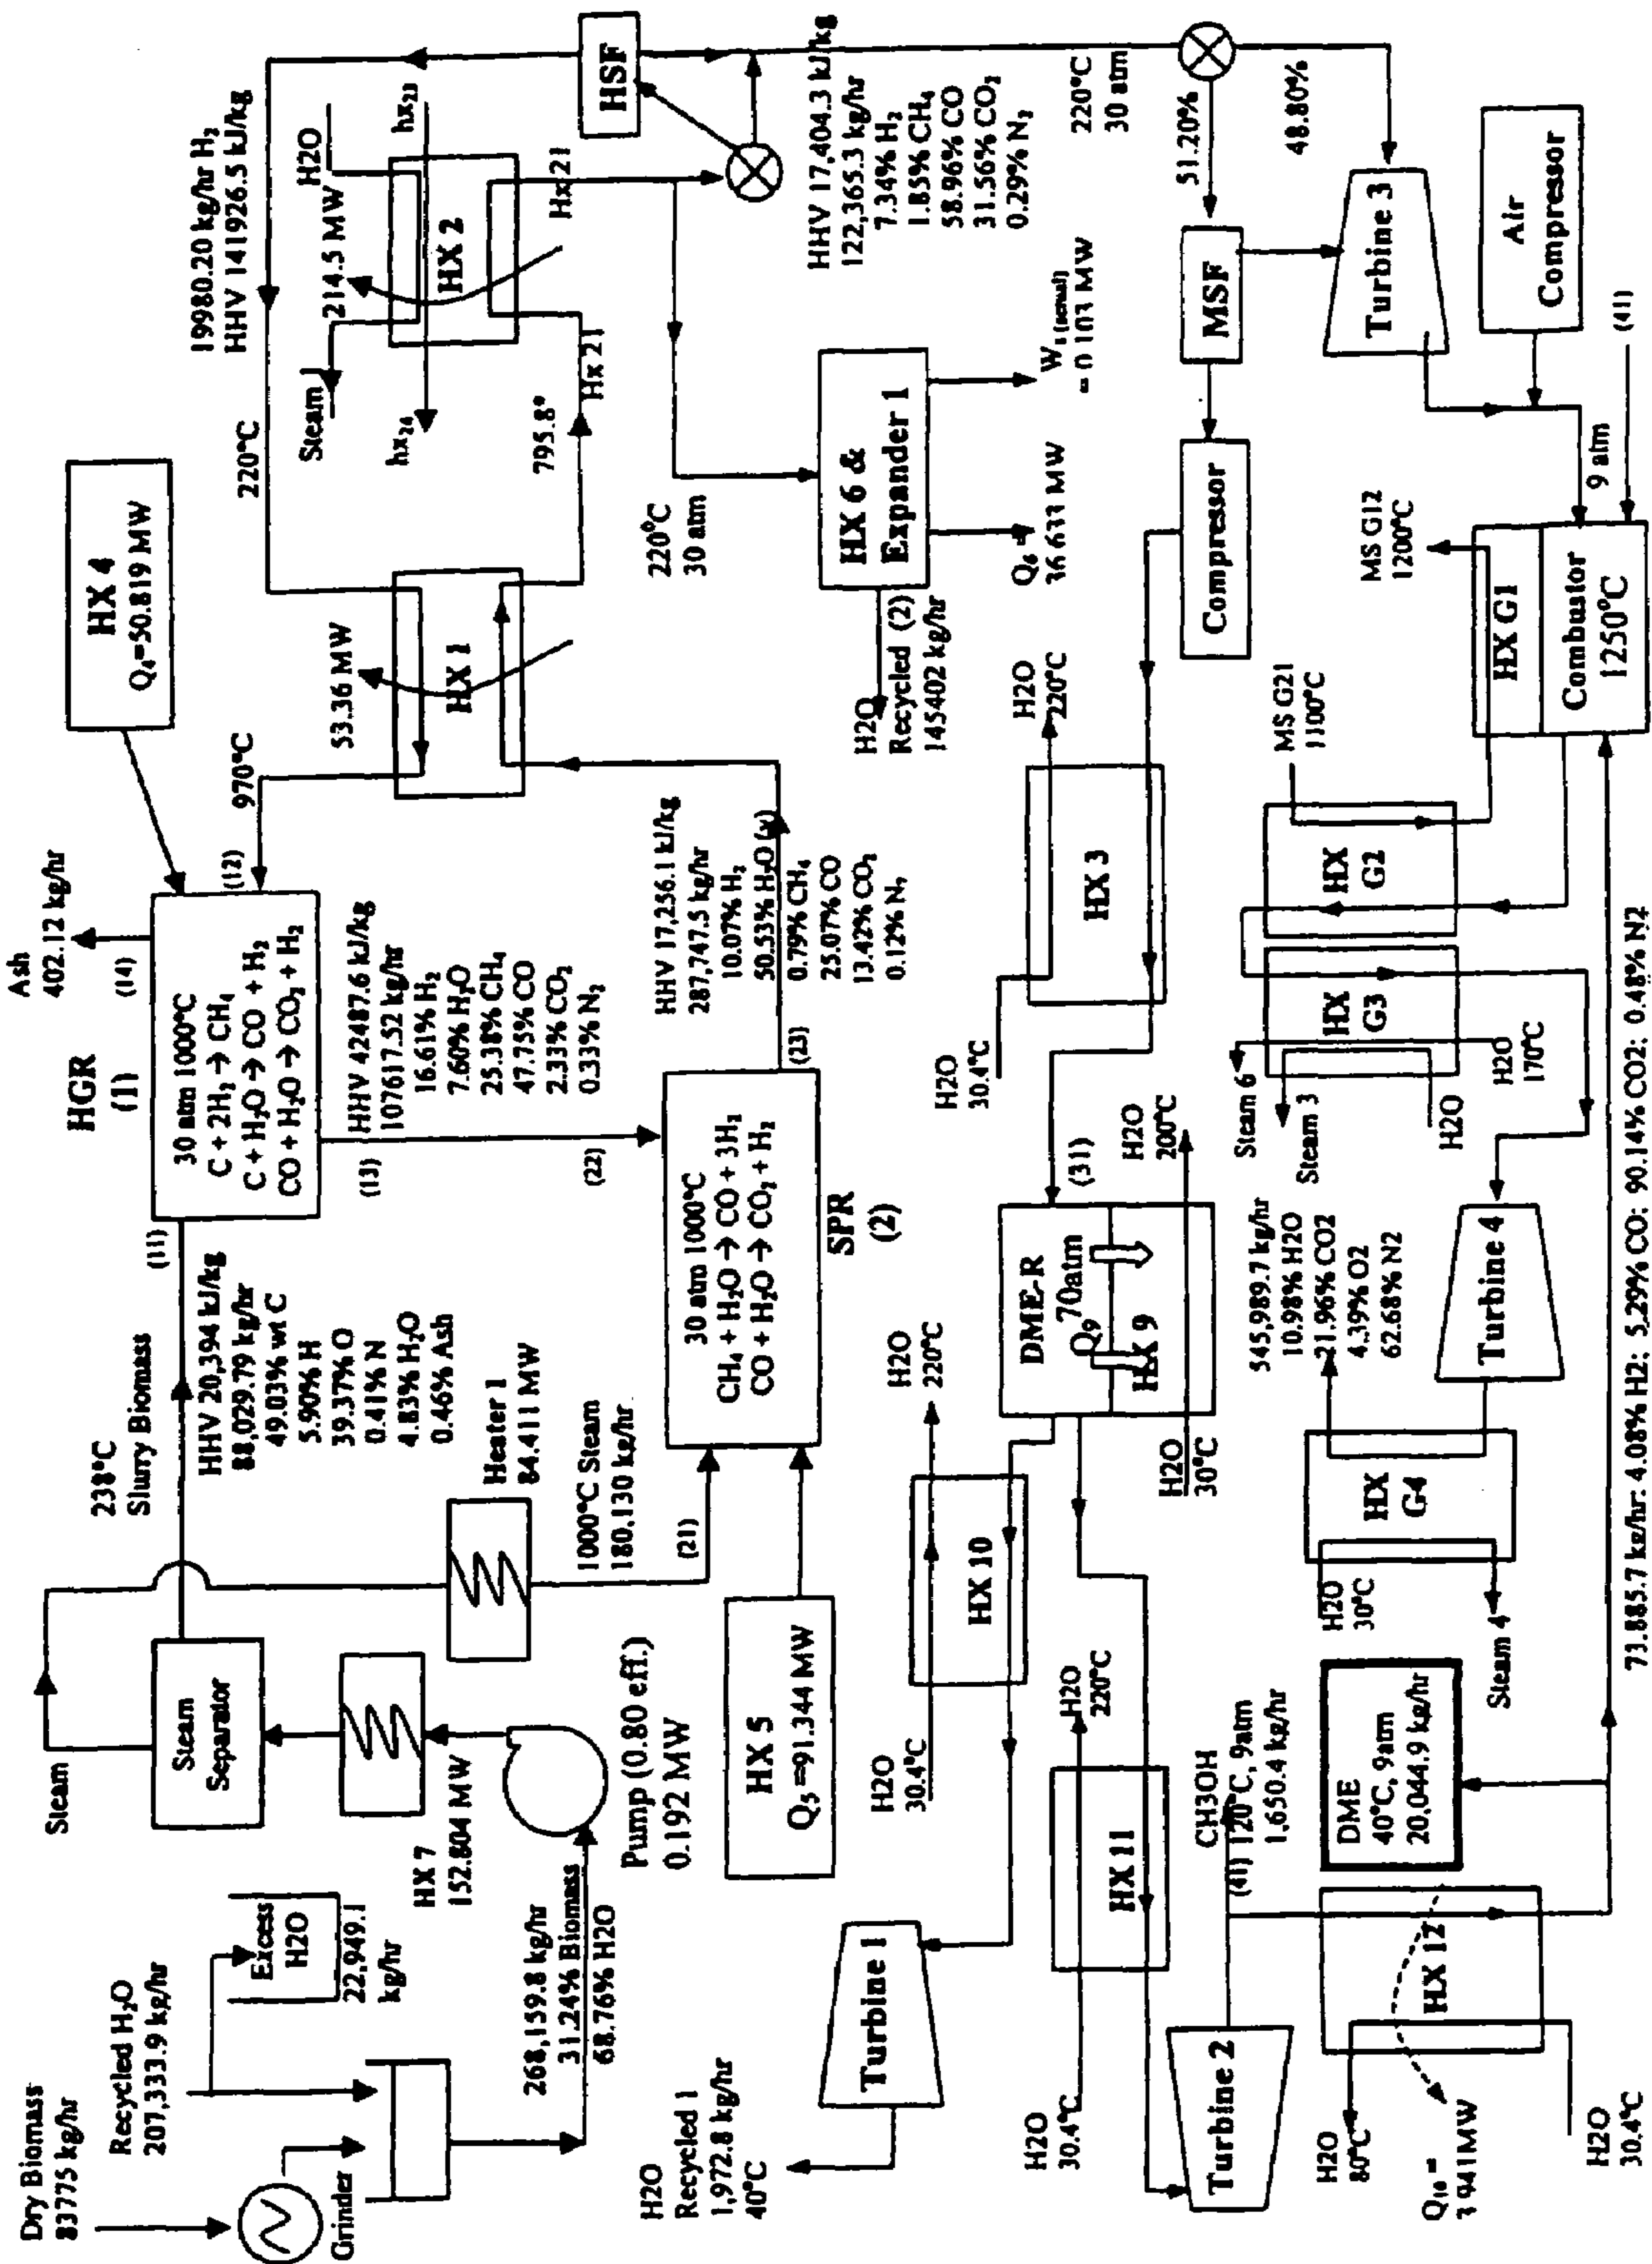 Dry Biomass
83775 kg/hr
Recycled H₂O
207,333.9 kg/hr
Grinder
Excess
H2O
22,949.1
kg/hr
268,159.8 kg/hr
31.24% Biomass
68.76% H2O
Pump (0.80 eff.)
0.192 MW
HX 7
152.804 MW
Steam
Separator
Steam
238°C
Slurry Biomass
HHV 20,394 kJ/kg
88,029.79 kg/hr
49.03% wt C
5.90% H
39.37% O
0.41% N
4.83% H₂O
0.46% Ash
Heater 1
84.411 MW
1000°C Steam
180,130 kg/hr
(21)
HX 5
Q₅ =91.344 MW
(11)
HGR
(1)
30 atm 1000°C
C + 2H₂ → CH₄
C + H₂O → CO + H₂
CO + H₂O → CO₂ + H₂
Ash
402.12 kg/hr
(14)
(12)
(13)
HHV 42487.6 kJ/kg
107617.52 kg/hr
16.61% H₂
7.60% H₂O
25.38% CH₄
47.75% CO
2.33% CO₂
0.33% N₂
(22)
30 atm 1000°C
CH₄ + H₂O → CO + 3H₂
CO + H₂O → CO₂ + H₂
SPR
(2)
(23)
HHV 17,256.1 kJ/kg
287,747.5 kg/hr
10.07% H₂
50.53% H₂O (v)
0.79% CH₄
25.07% CO
13.42% CO₂
0.12% N₂
HX 4
Q₄=50.819 MW
970°C
53.36 MW
HX 1
220°C
19980.20 kg/hr H₂
HHV 141926.5 kJ/kg
795.8°
Hx 21
Steam
214.5 MW
H2O
HX 2
hx₂₃
hx₂₄
Hx 21
HSF
HHV 17,404.3 kJ/kg
122,365.3 kg/hr
7.34% H₂
1.85% CH₄
58.96% CO
31.56% CO₂
0.29% N₂
220°C
30 atm
HX 6 &
Expander 1
H2O
Recycled (2)
145402 kg/hr
Q₆ =
36.633 MW
= 0.103 MW
220°C
30 atm
51.20%
48.80%
MSF
Compressor
Turbine 3
Air
Compressor
(41)
9 atm
HX G1
Combustor
1250°C
MS G12
1200°C
MS G21
1100°C
HX
G2
HX
G3
Steam 6
Steam 3
H2O
170°C
H2O
H2O
220°C
HX 3
H2O
30.4°C
(31)
DME-R
70atm
Q9
HX 9
H2O
200°C
H2O
30°C
H2O
220°C
HX 10
H2O
30.4°C
Turbine 1
H2O
Recycled 1
1,972.8 kg/hr
40°C
H2O
220°C
HX 11
H2O
30.4°C
Turbine 2
CH3OH
(41) 120°C, 9atm
1,650.4 kg/hr
HX 12
H2O
80°C
Q₁₀ =
3.941MW
H2O
30.4°C
DME
40°C, 9atm
20,044.9 kg/hr
545,989.7 kg/hr
10.98% H2O
21.96% CO2
4.39% O2
62.68% N2
Turbine 4
HX
G4
H2O
30°C
Steam 4
73,885.7 kg/hr: 4.08% H2; 5.29% CO; 90.14% CO2; 0.48% N2